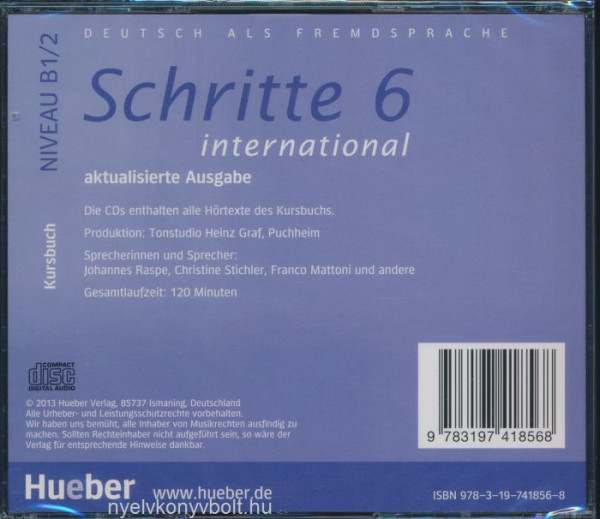 DEUTSCH ALS FREMDSPRACHE
NIVEAU B1/2
Schritte 6
international
aktualisierte Ausgabe
Kursbuch
Die CDs enthalten alle Hörtexte des Kursbuchs.
Produktion: Tonstudio Heinz Graf, Puchheim
Sprecherinnen und Sprecher:
Johannes Raspe, Christine Stichler, Franco Mattoni und andere
Gesamtlaufzeit: 120 Minuten
COMPACT
disc
DIGITAL AUDIO
© 2013 Hueber Verlag, 85737 Ismaning, Deutschland
Alle Urheber- und Leistungsschutzrechte vorbehalten.
Wir haben uns bemüht, alle Inhaber von Musikrechten ausfindig zu
machen. Sollten Rechteinhaber nicht aufgeführt sein, so wäre der
Verlag für entsprechende Hinweise dankbar.
9 783197 418568
Hueber
www.hueber.de
ISBN 978-3-19-741856-8
nyelvkonyvbolt.hu